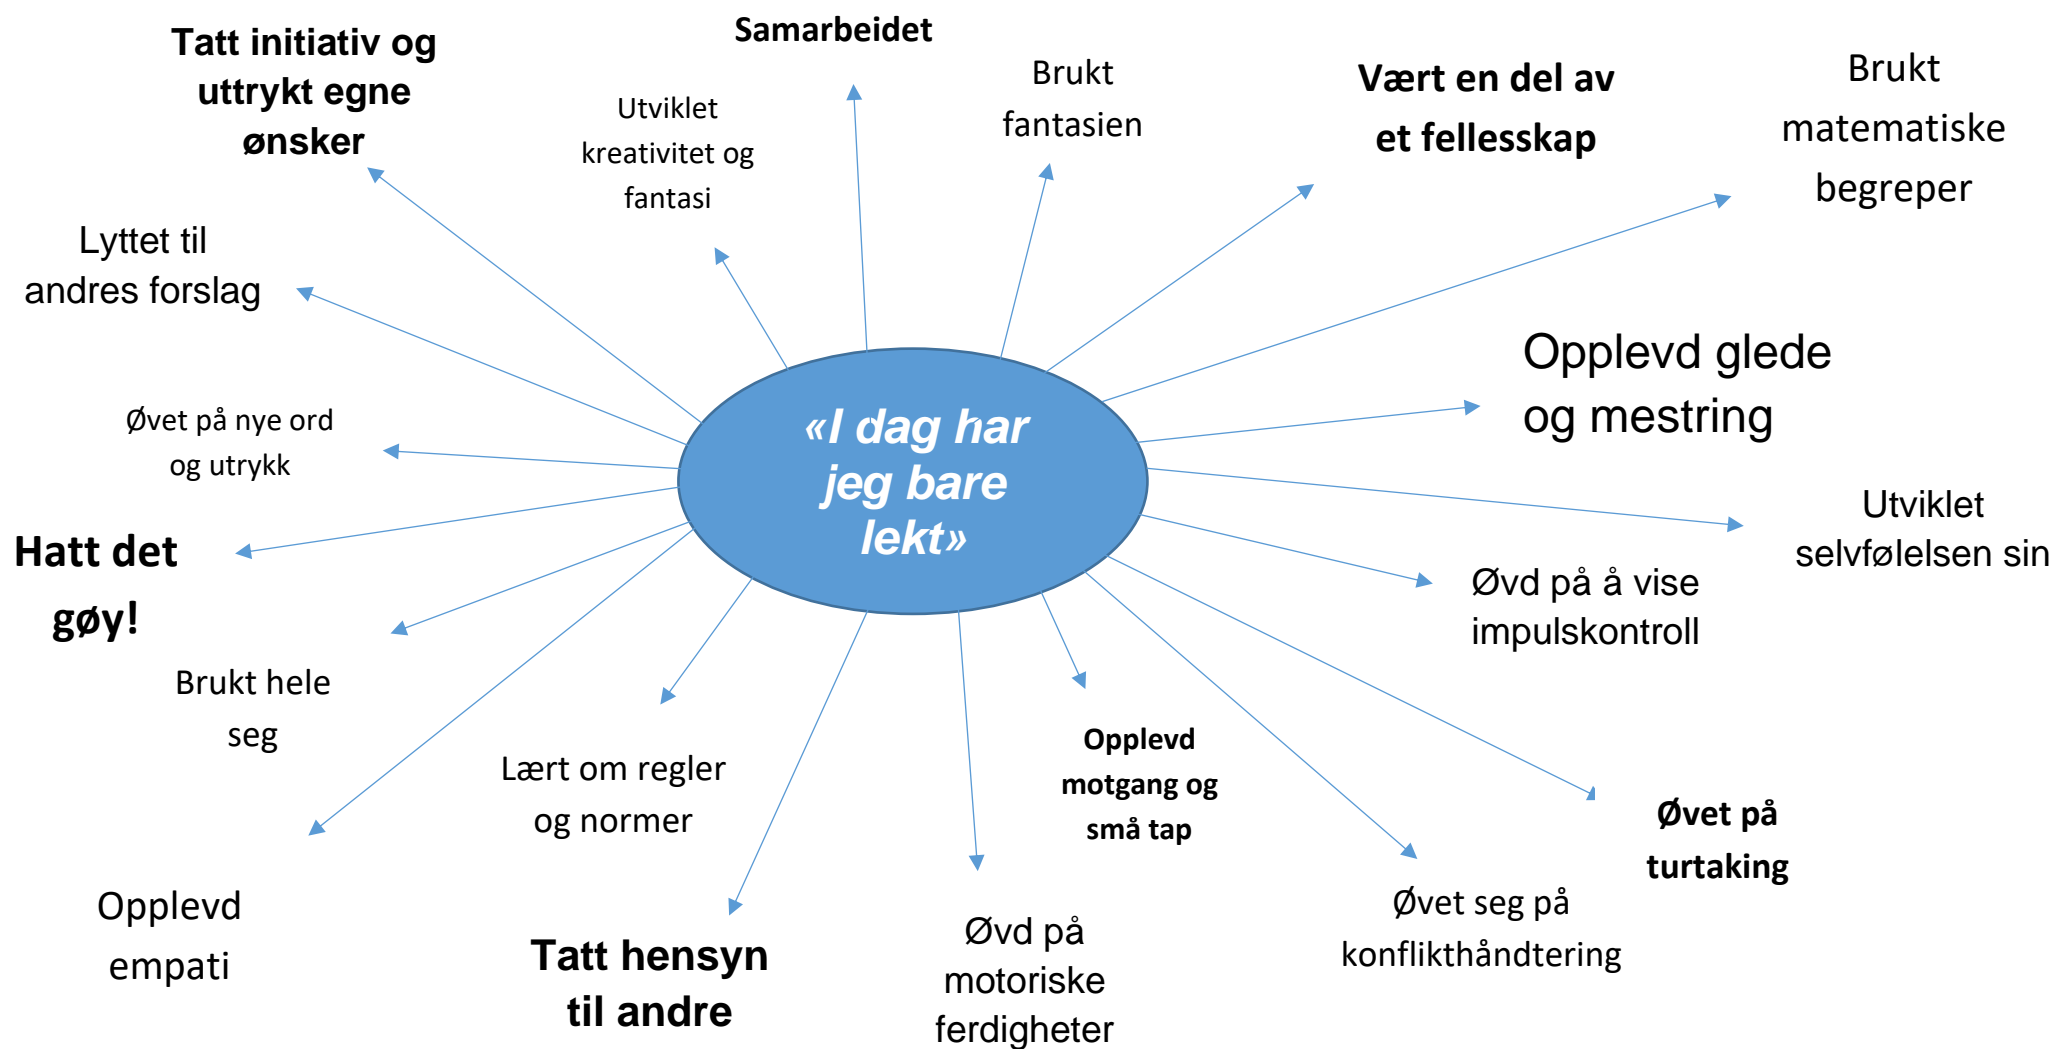 Tatt initiativ og
uttrykt egne
ønsker
Utviklet
kreativitet og
fantasi
Samarbeidet
Brukt
fantasien
Vært en del av
et fellesskap
Brukt
matematiske
begreper
Lyttet til
andres forslag
Opplevd glede
og mestring
Øvet på nye ord
og utrykk
«I dag har
jeg bare
lekt»
Utviklet
selvfølelsen sin
Hatt det
gøy!
Øvd på å vise
impulskontroll
Brukt hele
seg
Lært om regler
og normer
Opplevd
motgang og
små tap
Øvet på
turtaking
Opplevd
empati
Tatt hensyn
til andre
Øvd på
motoriske
ferdigheter
Øvet seg på
konflikthåndtering